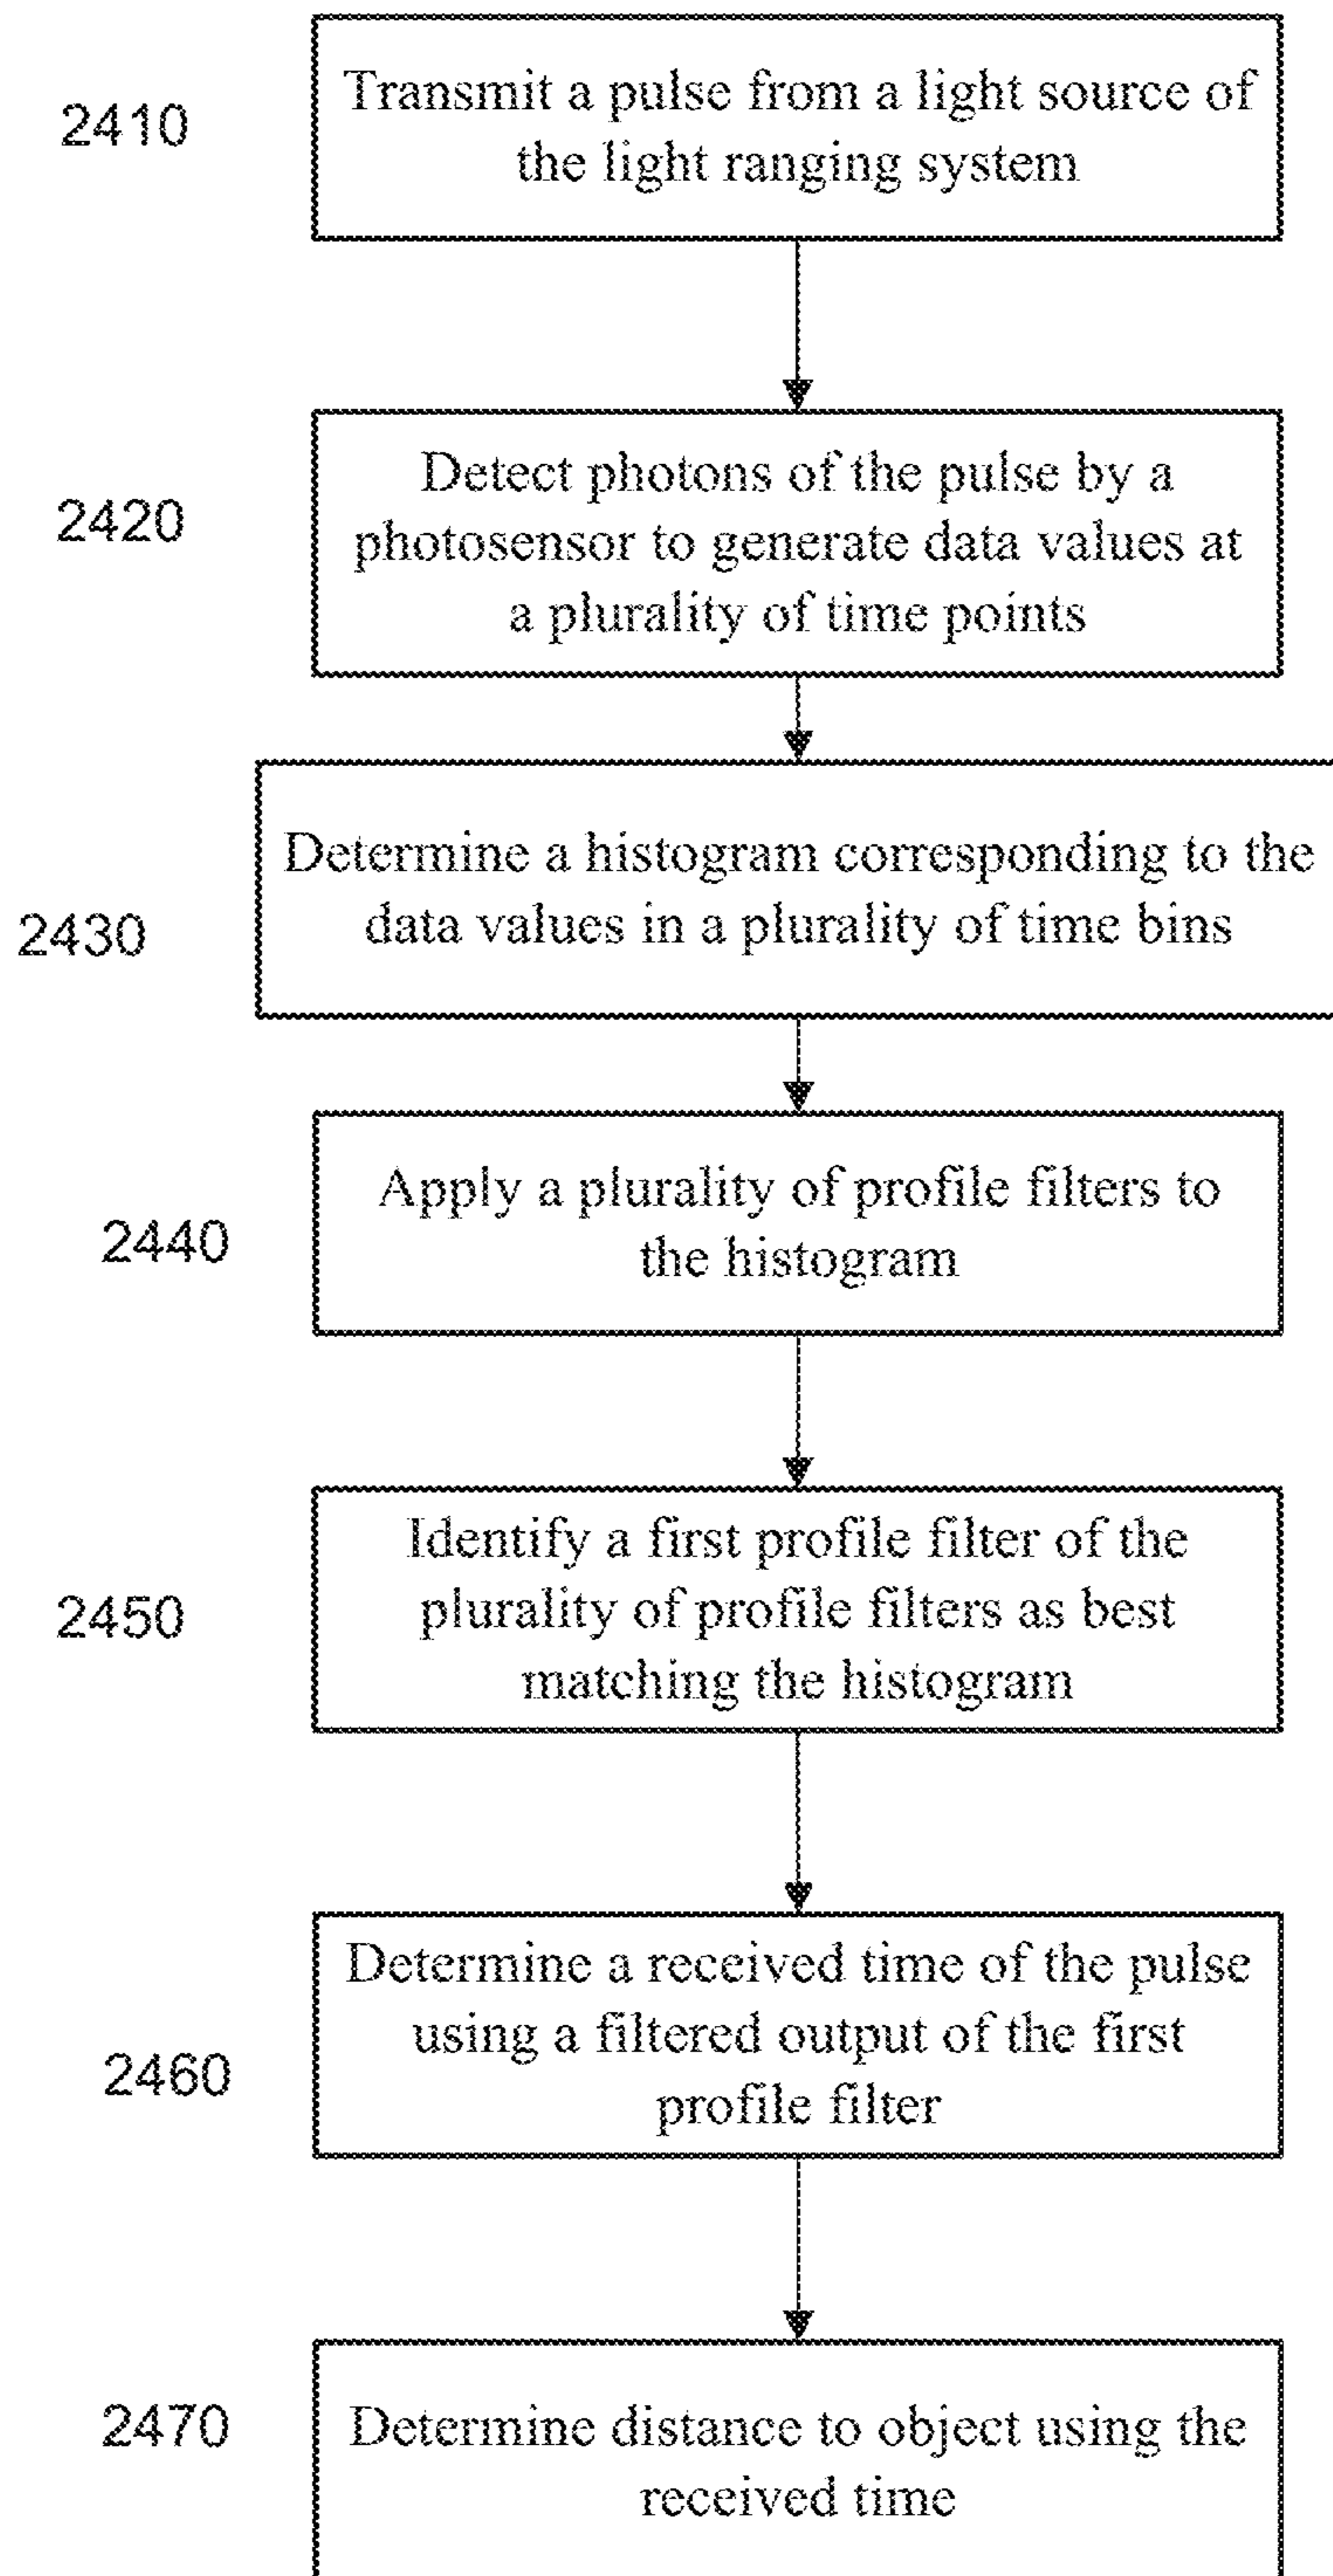 2410
Transmit a pulse from a light source of
the light ranging system
2420
Detect photons of the pulse by a
photosensor to generate data values at
a plurality of time points
2430
Determine a histogram corresponding to the
data values in a plurality of time bins
2440
Apply a plurality of profile filters to
the histogram
2450
Identify a first profile filter of the
plurality of profile filters as best
matching the histogram
2460
Determine a received time of the pulse
using a filtered output of the first
profile filter
2470
Determine distance to object using the
received time